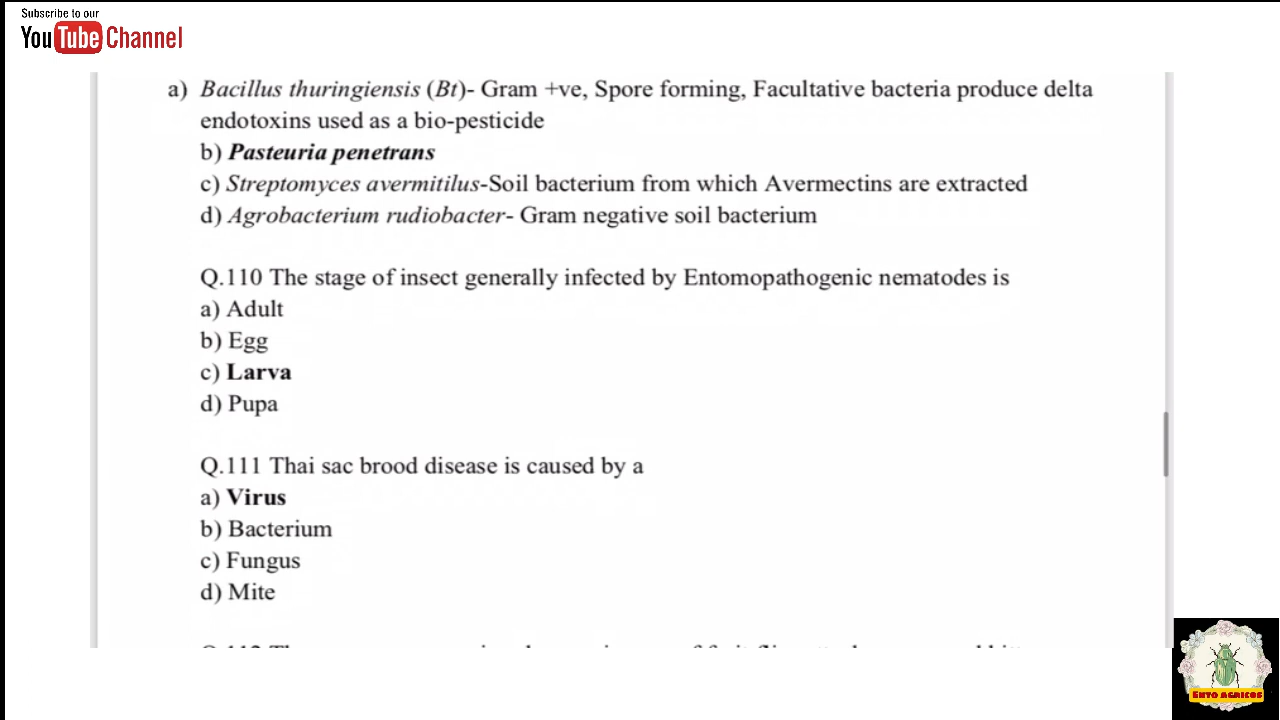 Subscribe to our
YouTube Channel
a) Bacillus thuringiensis (Bt)- Gram +ve, Spore forming, Facultative bacteria produce delta
endotoxins used as a bio-pesticide
b) Pasteuria penetrans
c) Streptomyces avermitilus-Soil bacterium from which Avermectins are extracted
d) Agrobacterium rudiobacter- Gram negative soil bacterium
Q.110 The stage of insect generally infected by Entomopathogenic nematodes is
a) Adult
b) Egg
c) Larva
d) Pupa
Q.111 Thai sac brood disease is caused by a
a) Virus
b) Bacterium
c) Fungus
d) Mite
ENTO AGRICOS